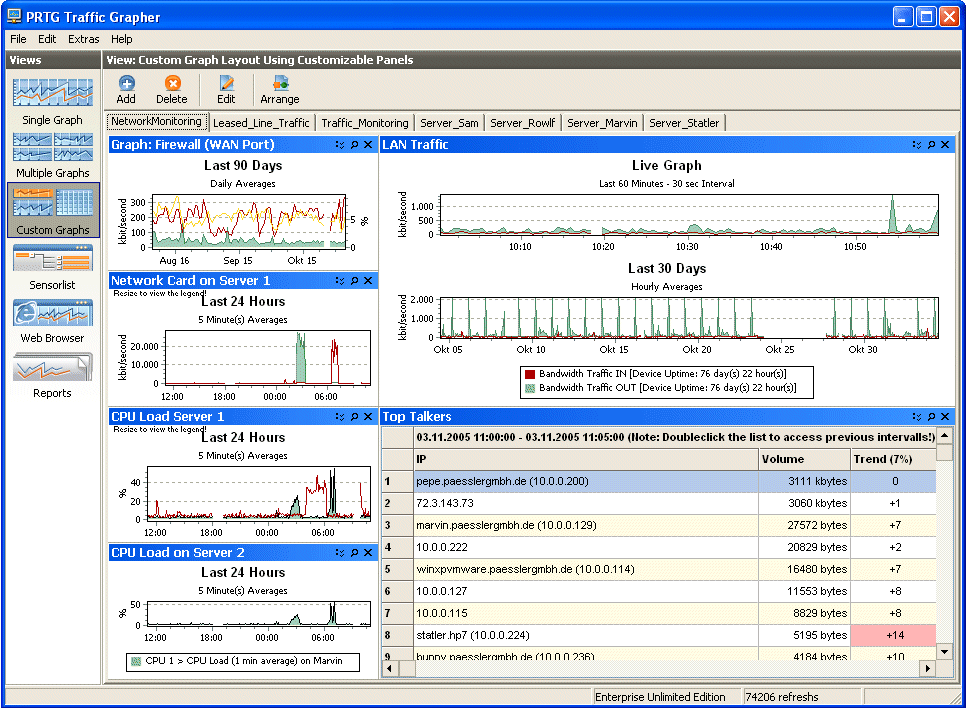 PRTG Traffic Grapher
File Edit Extras Help
Views
Single Graph
Multiple Graphs
Custom Graphs
Sensorlist
Web Browser
Reports
View: Custom Graph Layout Using Customizable Panels
Add Delete Edit Arrange
NetworkMonitoring Leased_Line_Traffic Traffic_Monitoring Server_Sam Server_Rowlf Server_Marvin Server_Statler
Graph: Firewall (WAN Port)
Last 90 Days
Daily Averages
kbit/second
300
200
100
0
5
0
%
Aug 16 Sep 15 Okt 15
Network Card on Server 1
Resize to view the legend!
Last 24 Hours
5 Minute(s) Averages
kbit/second
20.000
10.000
0
12:00 18:00 00:00 06:00
CPU Load Server 1
Resize to view the legend!
Last 24 Hours
5 Minute(s) Averages
%
40
20
0
12:00 18:00 00:00 06:00
CPU Load on Server 2
Last 24 Hours
5 Minute(s) Averages
%
50
0
12:00 18:00 00:00 06:00
CPU 1 > CPU Load (1 min average) on Marvin
LAN Traffic
Live Graph
Last 60 Minutes - 30 sec Interval
kbit/second
1.000
500
0
10:10 10:20 10:30 10:40 10:50
Last 30 Days
Hourly Averages
kbit/second
2.000
1.000
0
Okt 05 Okt 10 Okt 15 Okt 20 Okt 25 Okt 30
Bandwidth Traffic IN [Device Uptime: 76 day(s) 22 hour(s)]
Bandwidth Traffic OUT [Device Uptime: 76 day(s) 22 hour(s)]
Top Talkers
03.11.2005 11:00:00 - 03.11.2005 11:05:00 (Note: Doubleclick the list to access previous intervalls!)
IP Volume Trend (7%)
1 pepe.paesslergmbh.de (10.0.0.200) 3111 kbytes 0
2 72.3.143.73 3060 kbytes +1
3 marvin.paesslergmbh.de (10.0.0.129) 27572 bytes +7
4 10.0.0.222 20829 bytes +2
5 winxpvmware.paesslergmbh.de (10.0.0.114) 16480 bytes +7
6 10.0.0.127 11553 bytes +8
7 10.0.0.115 8829 bytes +8
8 statler.hp7 (10.0.0.224) 5195 bytes +14
9 bunny.paesslergmbh.de (10.0.0.236) 4184 bytes +10
Enterprise Unlimited Edition 74206 refreshs